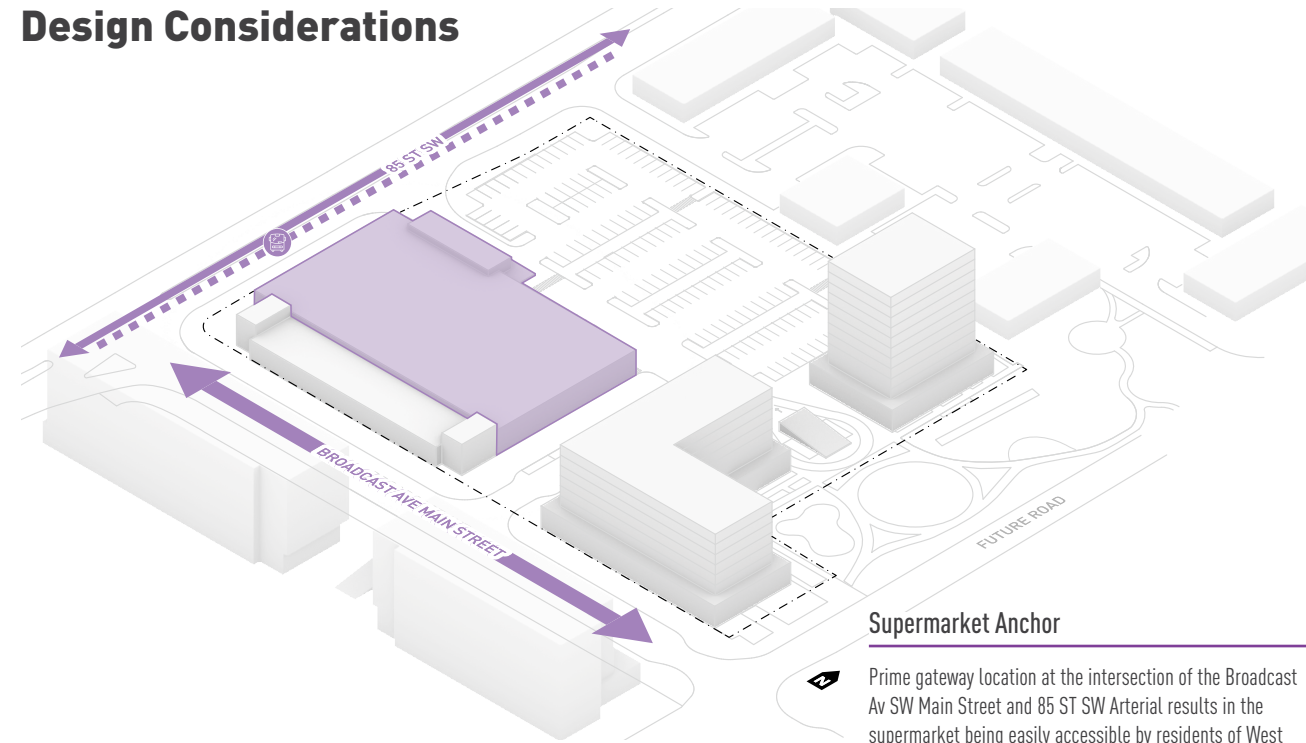 Design Considerations
85 ST SW
BROADCAST AVE MAIN STREET
FUTURE ROAD
Supermarket Anchor
N
Prime gateway location at the intersection of the Broadcast
Av SW Main Street and 85 ST SW Arterial results in the
supermarket being easily accessible by residents of West